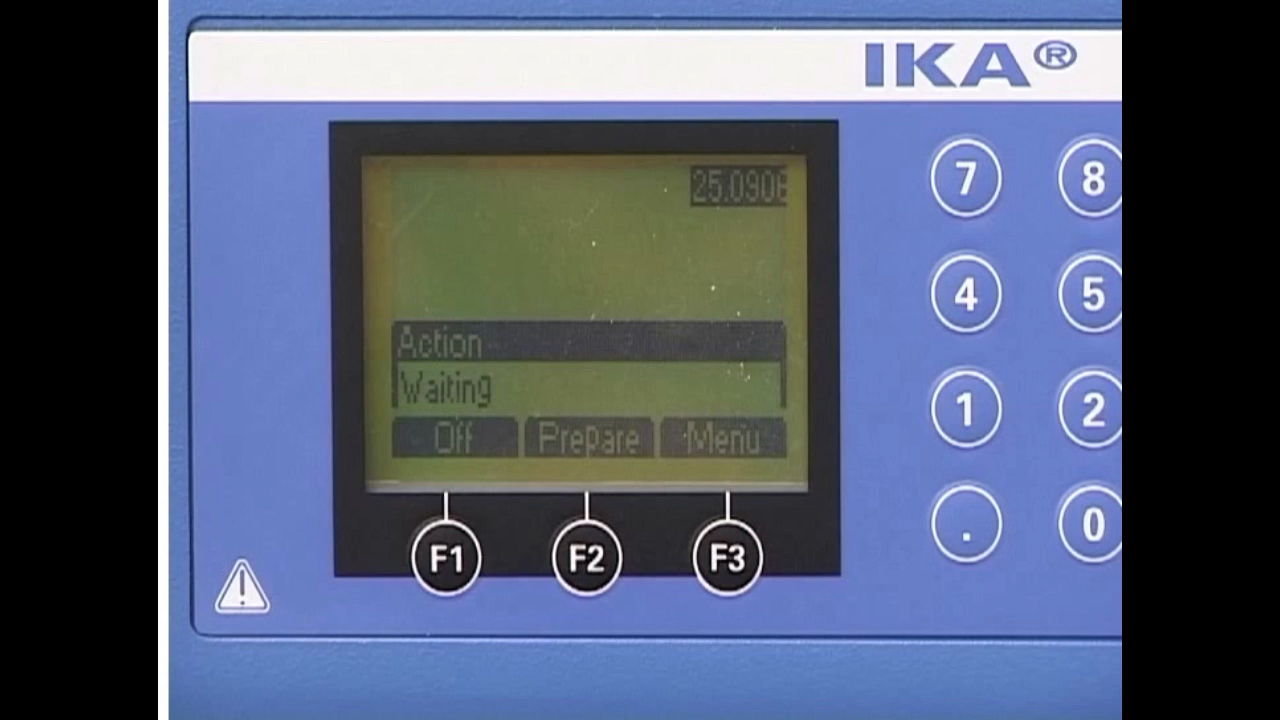 IKA®
25.0906
Action
Waiting
Off Prepare Menu
F1 F2 F3
7 8
4 5
1 2
. 0